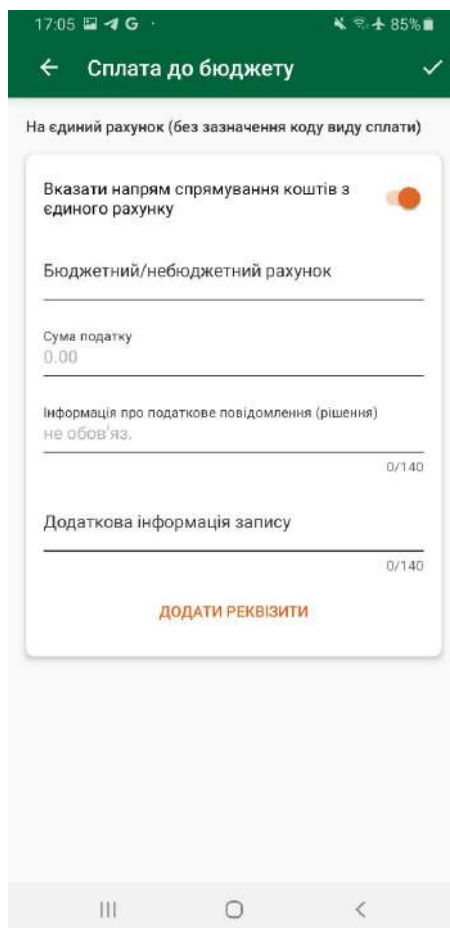 17:05 G ·
85%
Сплата до бюджету
На єдиний рахунок (без зазначення коду виду сплати)
Вказати напрям спрямування коштів з
єдиного рахунку
Бюджетний/небюджетний рахунок
Сума податку
0.00
Інформація про податкове повідомлення (рішення)
не обов'яз.
0/140
Додаткова інформація запису
0/140
ДОДАТИ РЕКВІЗИТИ